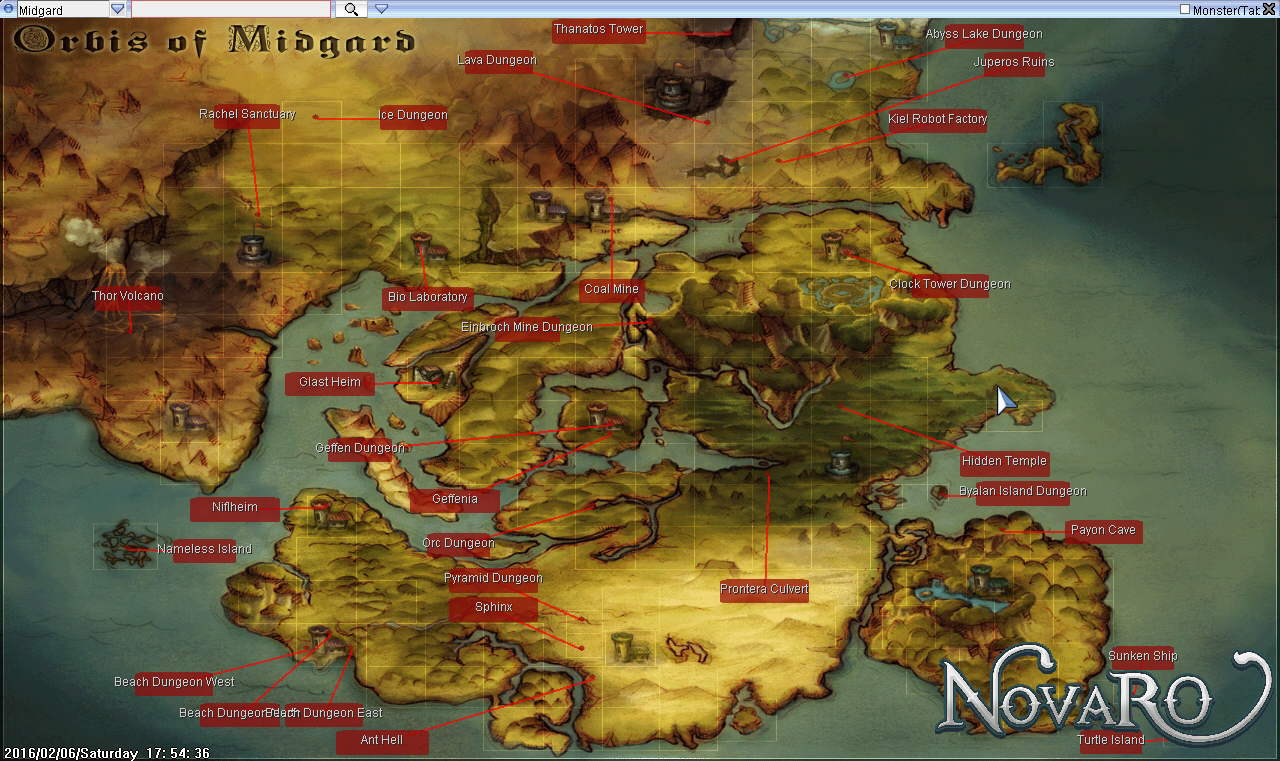 Midgard
Monster(Tab
Orbis of Midgard
Thanatos Tower
Abyss Lake Dungeon
Lava Dungeon
Juperos Ruins
Rachel Sanctuary
Ice Dungeon
Kiel Robot Factory
Thor Volcano
Bio Laboratory
Coal Mine
Clock Tower Dungeon
Einbroch Mine Dungeon
Glast Heim
Geffen Dungeon
Hidden Temple
Niflheim
Geffenia
Byalan Island Dungeon
Nameless Island
Orc Dungeon
Payon Cave
Pyramid Dungeon
Prontera Culvert
Sphinx
Beach Dungeon West
Sunken Ship
Beach Dungeon
Beach Dungeon East
Ant Hell
Turtle Island
NovaRO
2016/02/06/Saturday 17: 54: 36